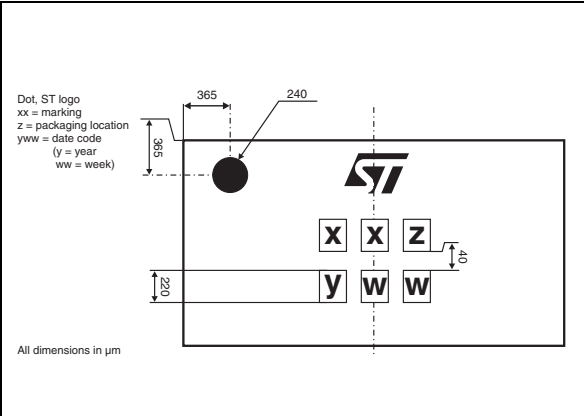 365
240
Dot, ST logo
xx = marking
z = packaging location
yww = date code
(y = year
ww = week)
365
ST
x x z
40
y w w
220
All dimensions in µm